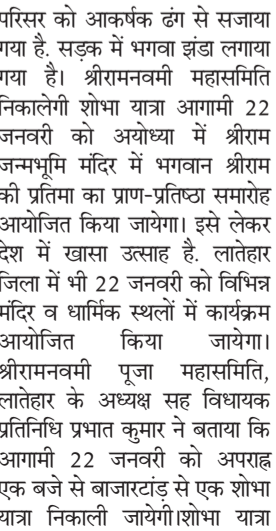 परिसर को आकर्षक ढंग से सजाया
गया है. सड़क में भगवा झंडा लगाया
गया है। श्रीरामनवमी महासमिति
निकालेगी शोभा यात्रा आगामी 22
जनवरी को अयोध्या में श्रीराम
जन्मभूमि मंदिर में भगवान श्रीराम
की प्रतिमा का प्राण-प्रतिष्ठा समारोह
आयोजित किया जायेगा। इसे लेकर
देश में खासा उत्साह है. लातेहार
जिला में भी 22 जनवरी को विभिन्न
मंदिर व धार्मिक स्थलों में कार्यक्रम
आयोजित किया जायेगा।
श्रीरामनवमी पूजा महासमिति,
लातेहार के अध्यक्ष सह विधायक
प्रतिनिधि प्रभात कुमार ने बताया कि
आगामी 22 जनवरी को अपराह्न
एक बजे से बाजारटांड़ से एक शोभा
यात्रा निकाली जायेगी।शोभा यात्रा